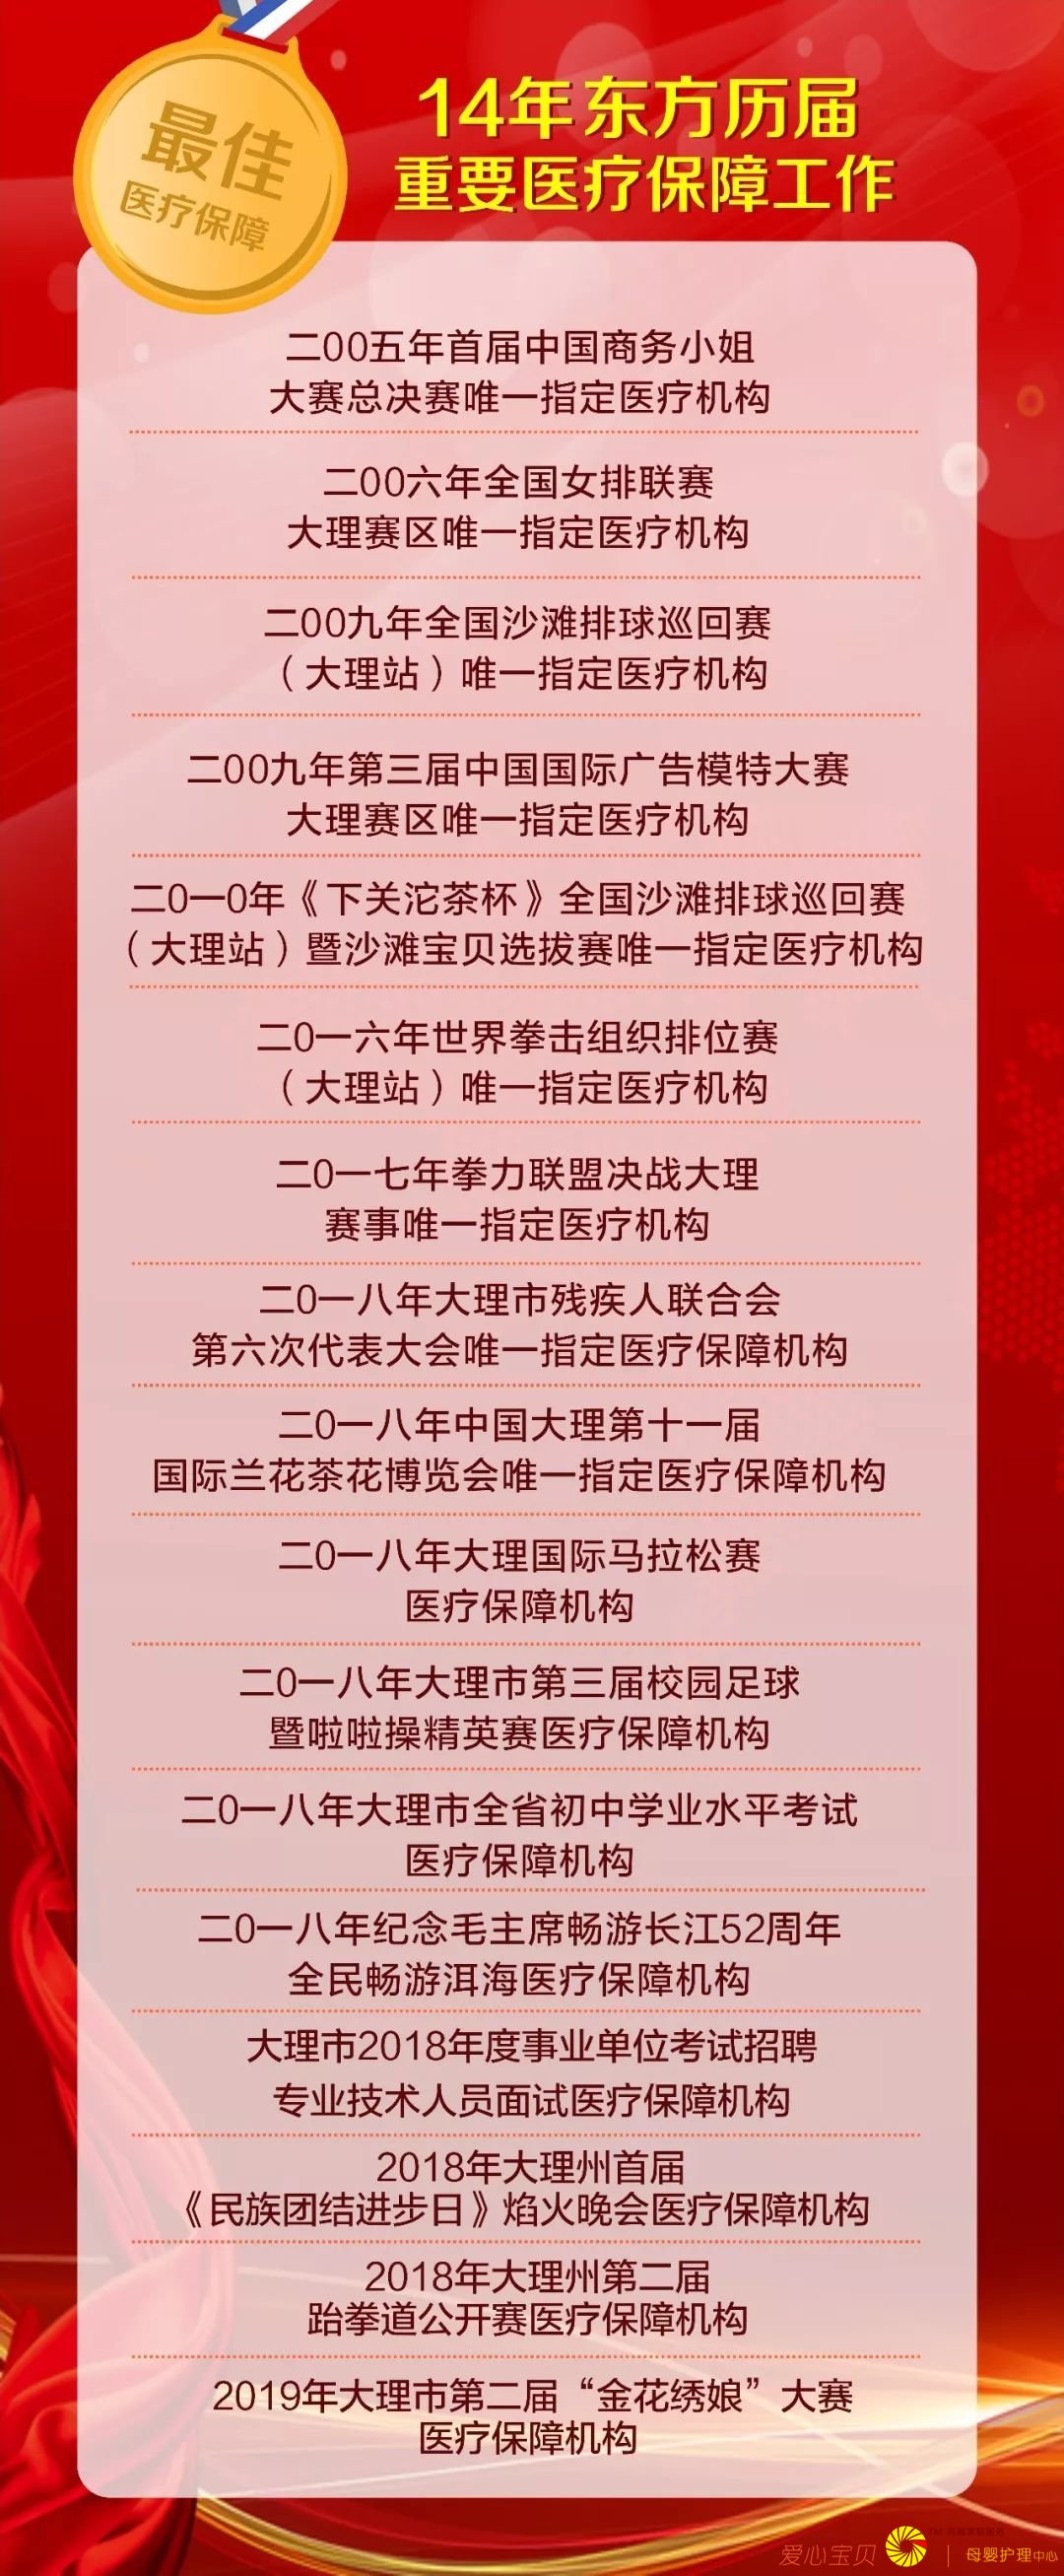 最佳
医疗保障
14年东方历届
重要医疗保障工作
二00五年首届中国商务小姐
大赛总决赛唯一指定医疗机构
二00六年全国女排联赛
大理赛区唯一指定医疗机构
二00九年全国沙滩排球巡回赛
（大理站）唯一指定医疗机构
二00九年第三届中国国际广告模特大赛
大理赛区唯一指定医疗机构
二0一0年《下关沱茶杯》全国沙滩排球巡回赛
（大理站）暨沙滩宝贝选拔赛唯一指定医疗机构
二0一六年世界拳击组织排位赛
（大理站）唯一指定医疗机构
二0一七年拳力联盟决战大理
赛事唯一指定医疗机构
二0一八年大理市残疾人联合会
第六次代表大会唯一指定医疗保障机构
二0一八年中国大理第十一届
国际兰花茶花博览会唯一指定医疗保障机构
二0一八年大理国际马拉松赛
医疗保障机构
二0一八年大理市第三届校园足球
暨啦啦操精英赛医疗保障机构
二0一八年大理市全省初中学业水平考试
医疗保障机构
二0一八年纪念毛主席畅游长江52周年
全民畅游洱海医疗保障机构
大理市2018年度事业单位考试招聘
专业技术人员面试医疗保障机构
2018年大理州首届
《民族团结进步日》焰火晚会医疗保障机构
2018年大理州第二届
跆拳道公开赛医疗保障机构
2019年大理市第二届“金花绣娘”大赛
医疗保障机构
爱心宝贝 TM | 母婴护理中心